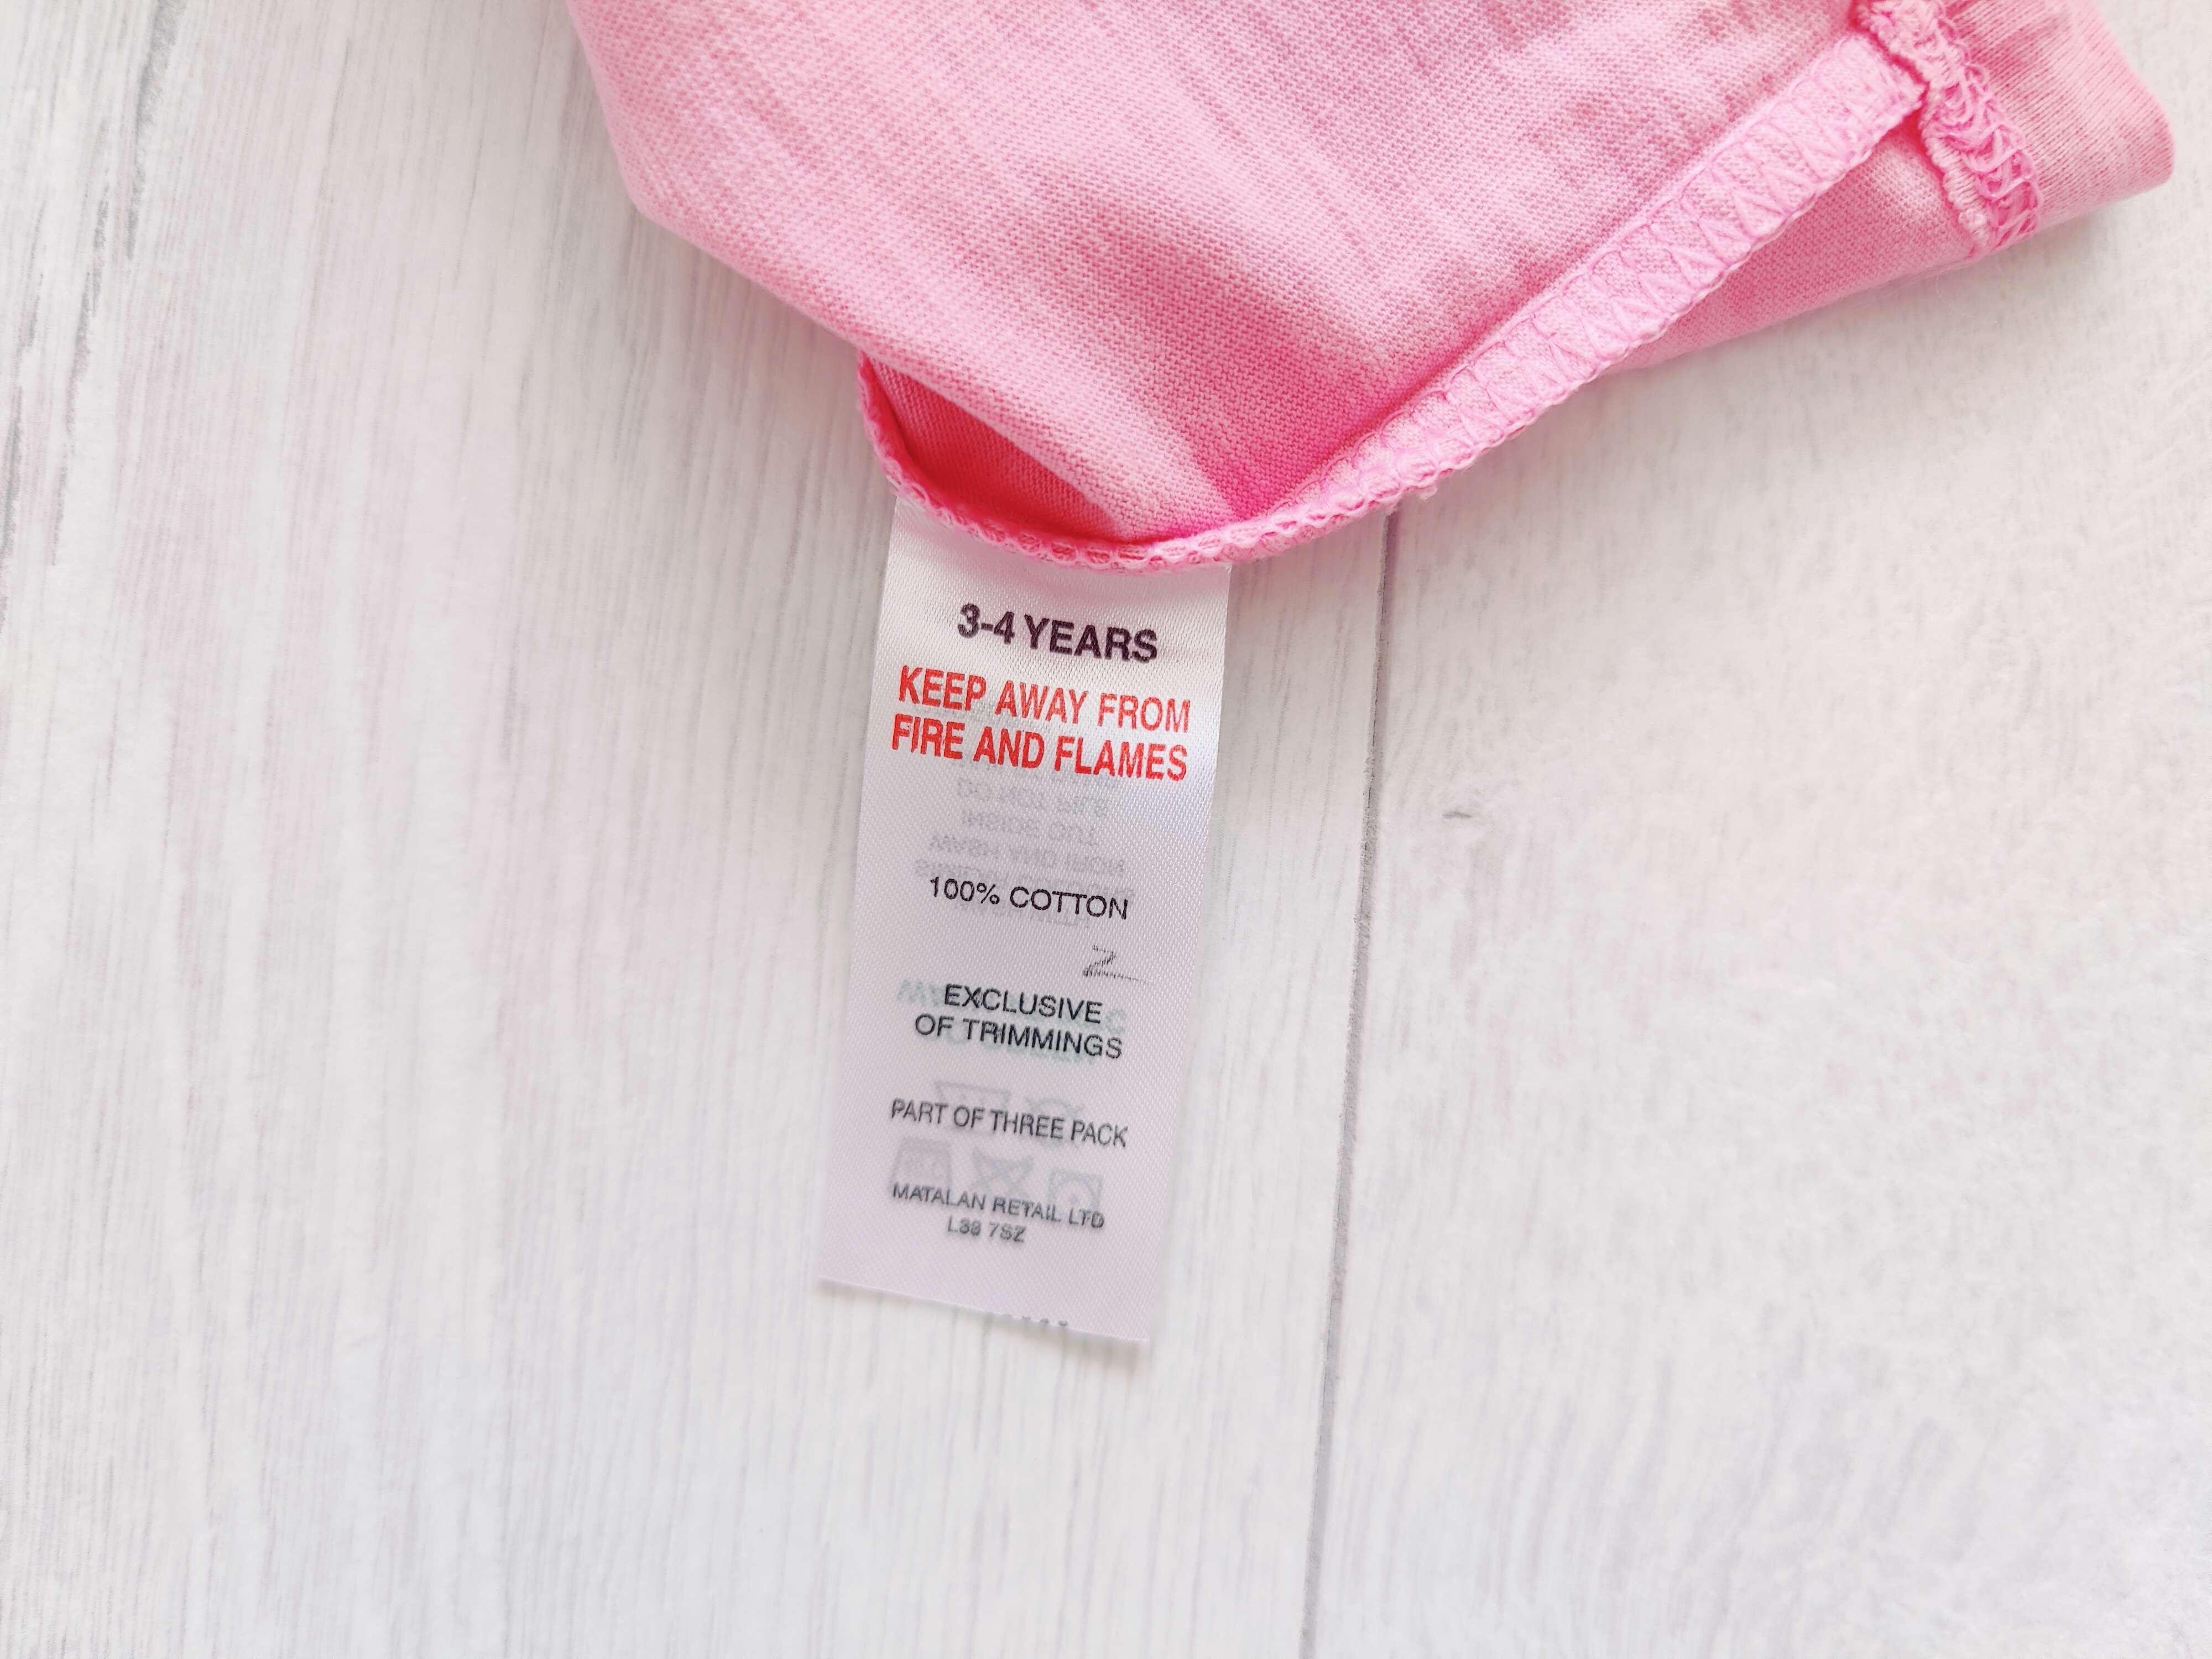 3-4 YEARS
KEEP AWAY FROM
FIRE AND FLAMES
100% COTTON
EXCLUSIVE
OF TRIMMINGS
PART OF THREE PACK
MATALAN RETAIL LTD
L33 7SZ